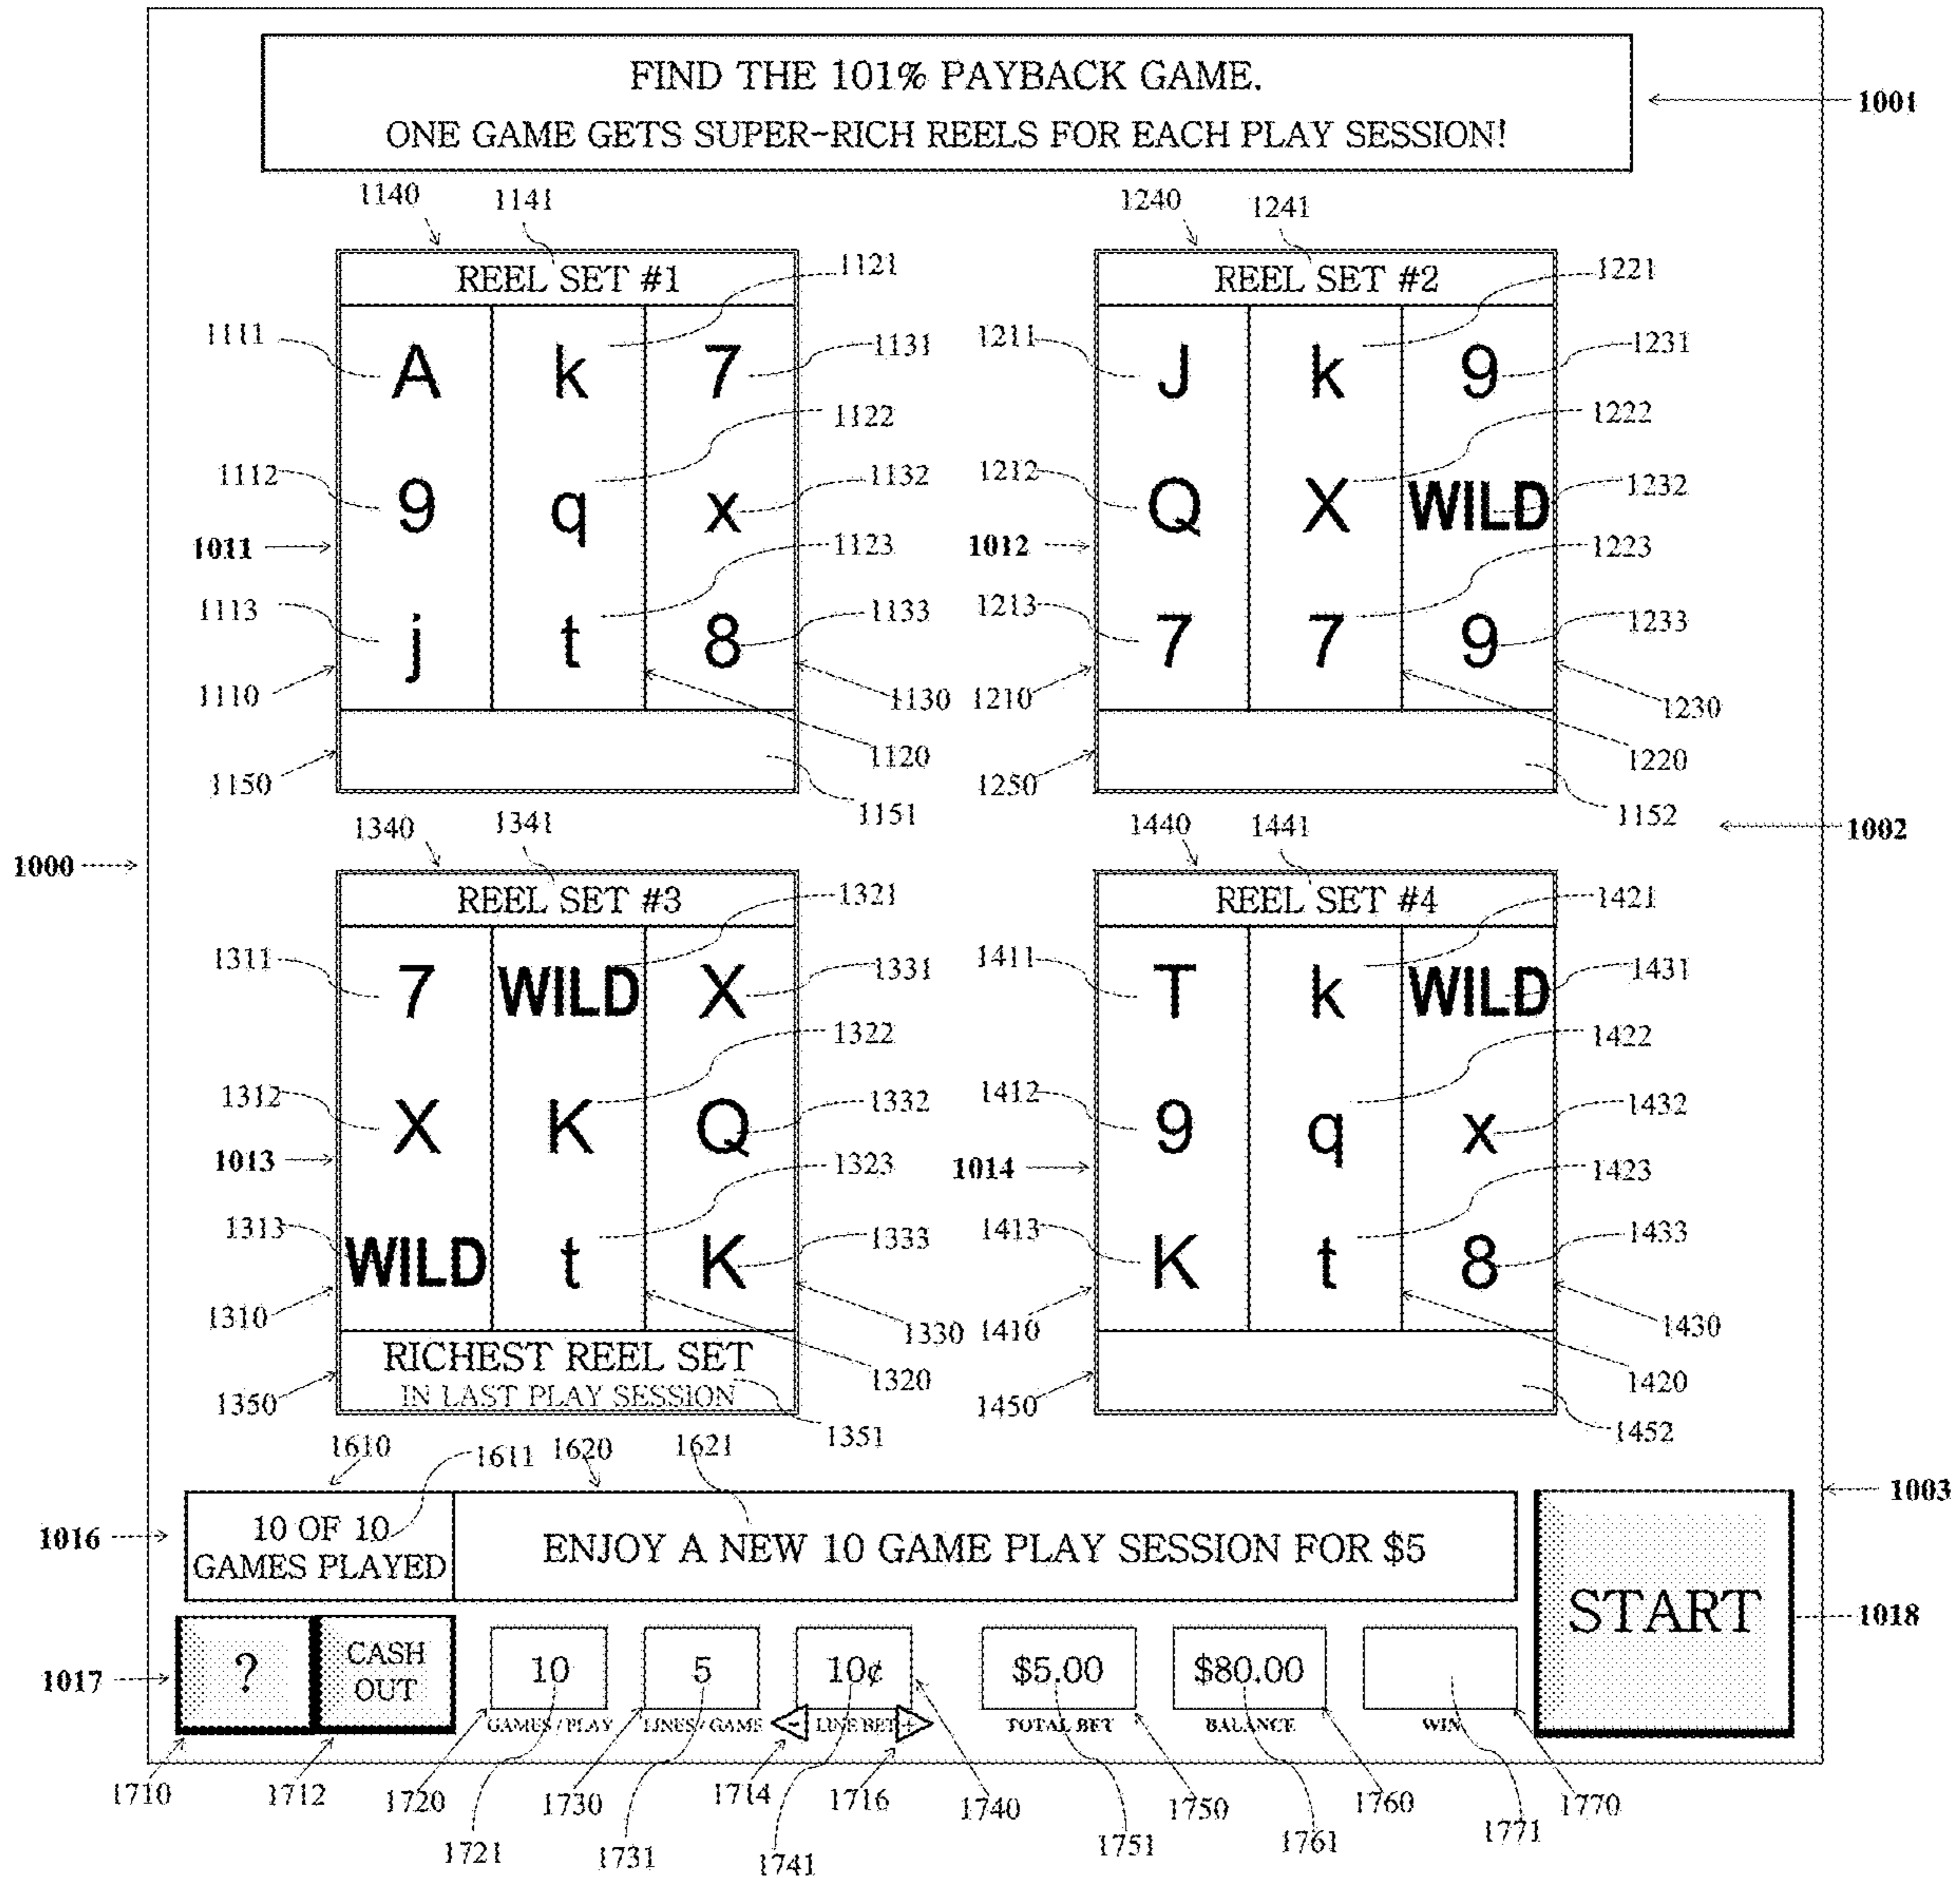 FIND THE 101% PAYBACK GAME.
ONE GAME GETS SUPER-RICH REELS FOR EACH PLAY SESSION!
1001
1140 1141 1240 1241
REEL SET #1 1121 REEL SET #2 1221
1111 A k 7 1131 1211 J k 9 1231
1122 1222
1112 9 q x 1132 1212 Q X WILD 1232
1011 1123 1012 1223
1113 j t 8 1133 1213 7 7 9 1233
1110 1130 1210 1230
1150 1120 1250 1220
1151 1152
1340 1341 1440 1441 1002
1000
REEL SET #3 1321 REEL SET #4 1421
1311 7 WILD X 1331 1411 T k WILD 1431
1322 1422
1312 X K Q 1332 1412 9 q x 1432
1013 1323 1014 1423
1313 WILD t K 1333 1413 K t 8 1433
1310 1330 1410 1430
RICHEST REEL SET
IN LAST PLAY SESSION
1350 1320 1450 1420
1351 1452
1610 1611 1620 1621
1003
1016 10 OF 10
GAMES PLAYED
ENJOY A NEW 10 GAME PLAY SESSION FOR $5
START 1018
1017 ? CASH
OUT
10 5 10¢ $5.00 $80.00
GAMES / PLAY LINES / GAME - LINE BET + TOTAL BET BALANCE WIN
1710 1712 1720 1730 1714 1716 1740 1750 1760 1770
1721 1731 1741 1751 1761 1771